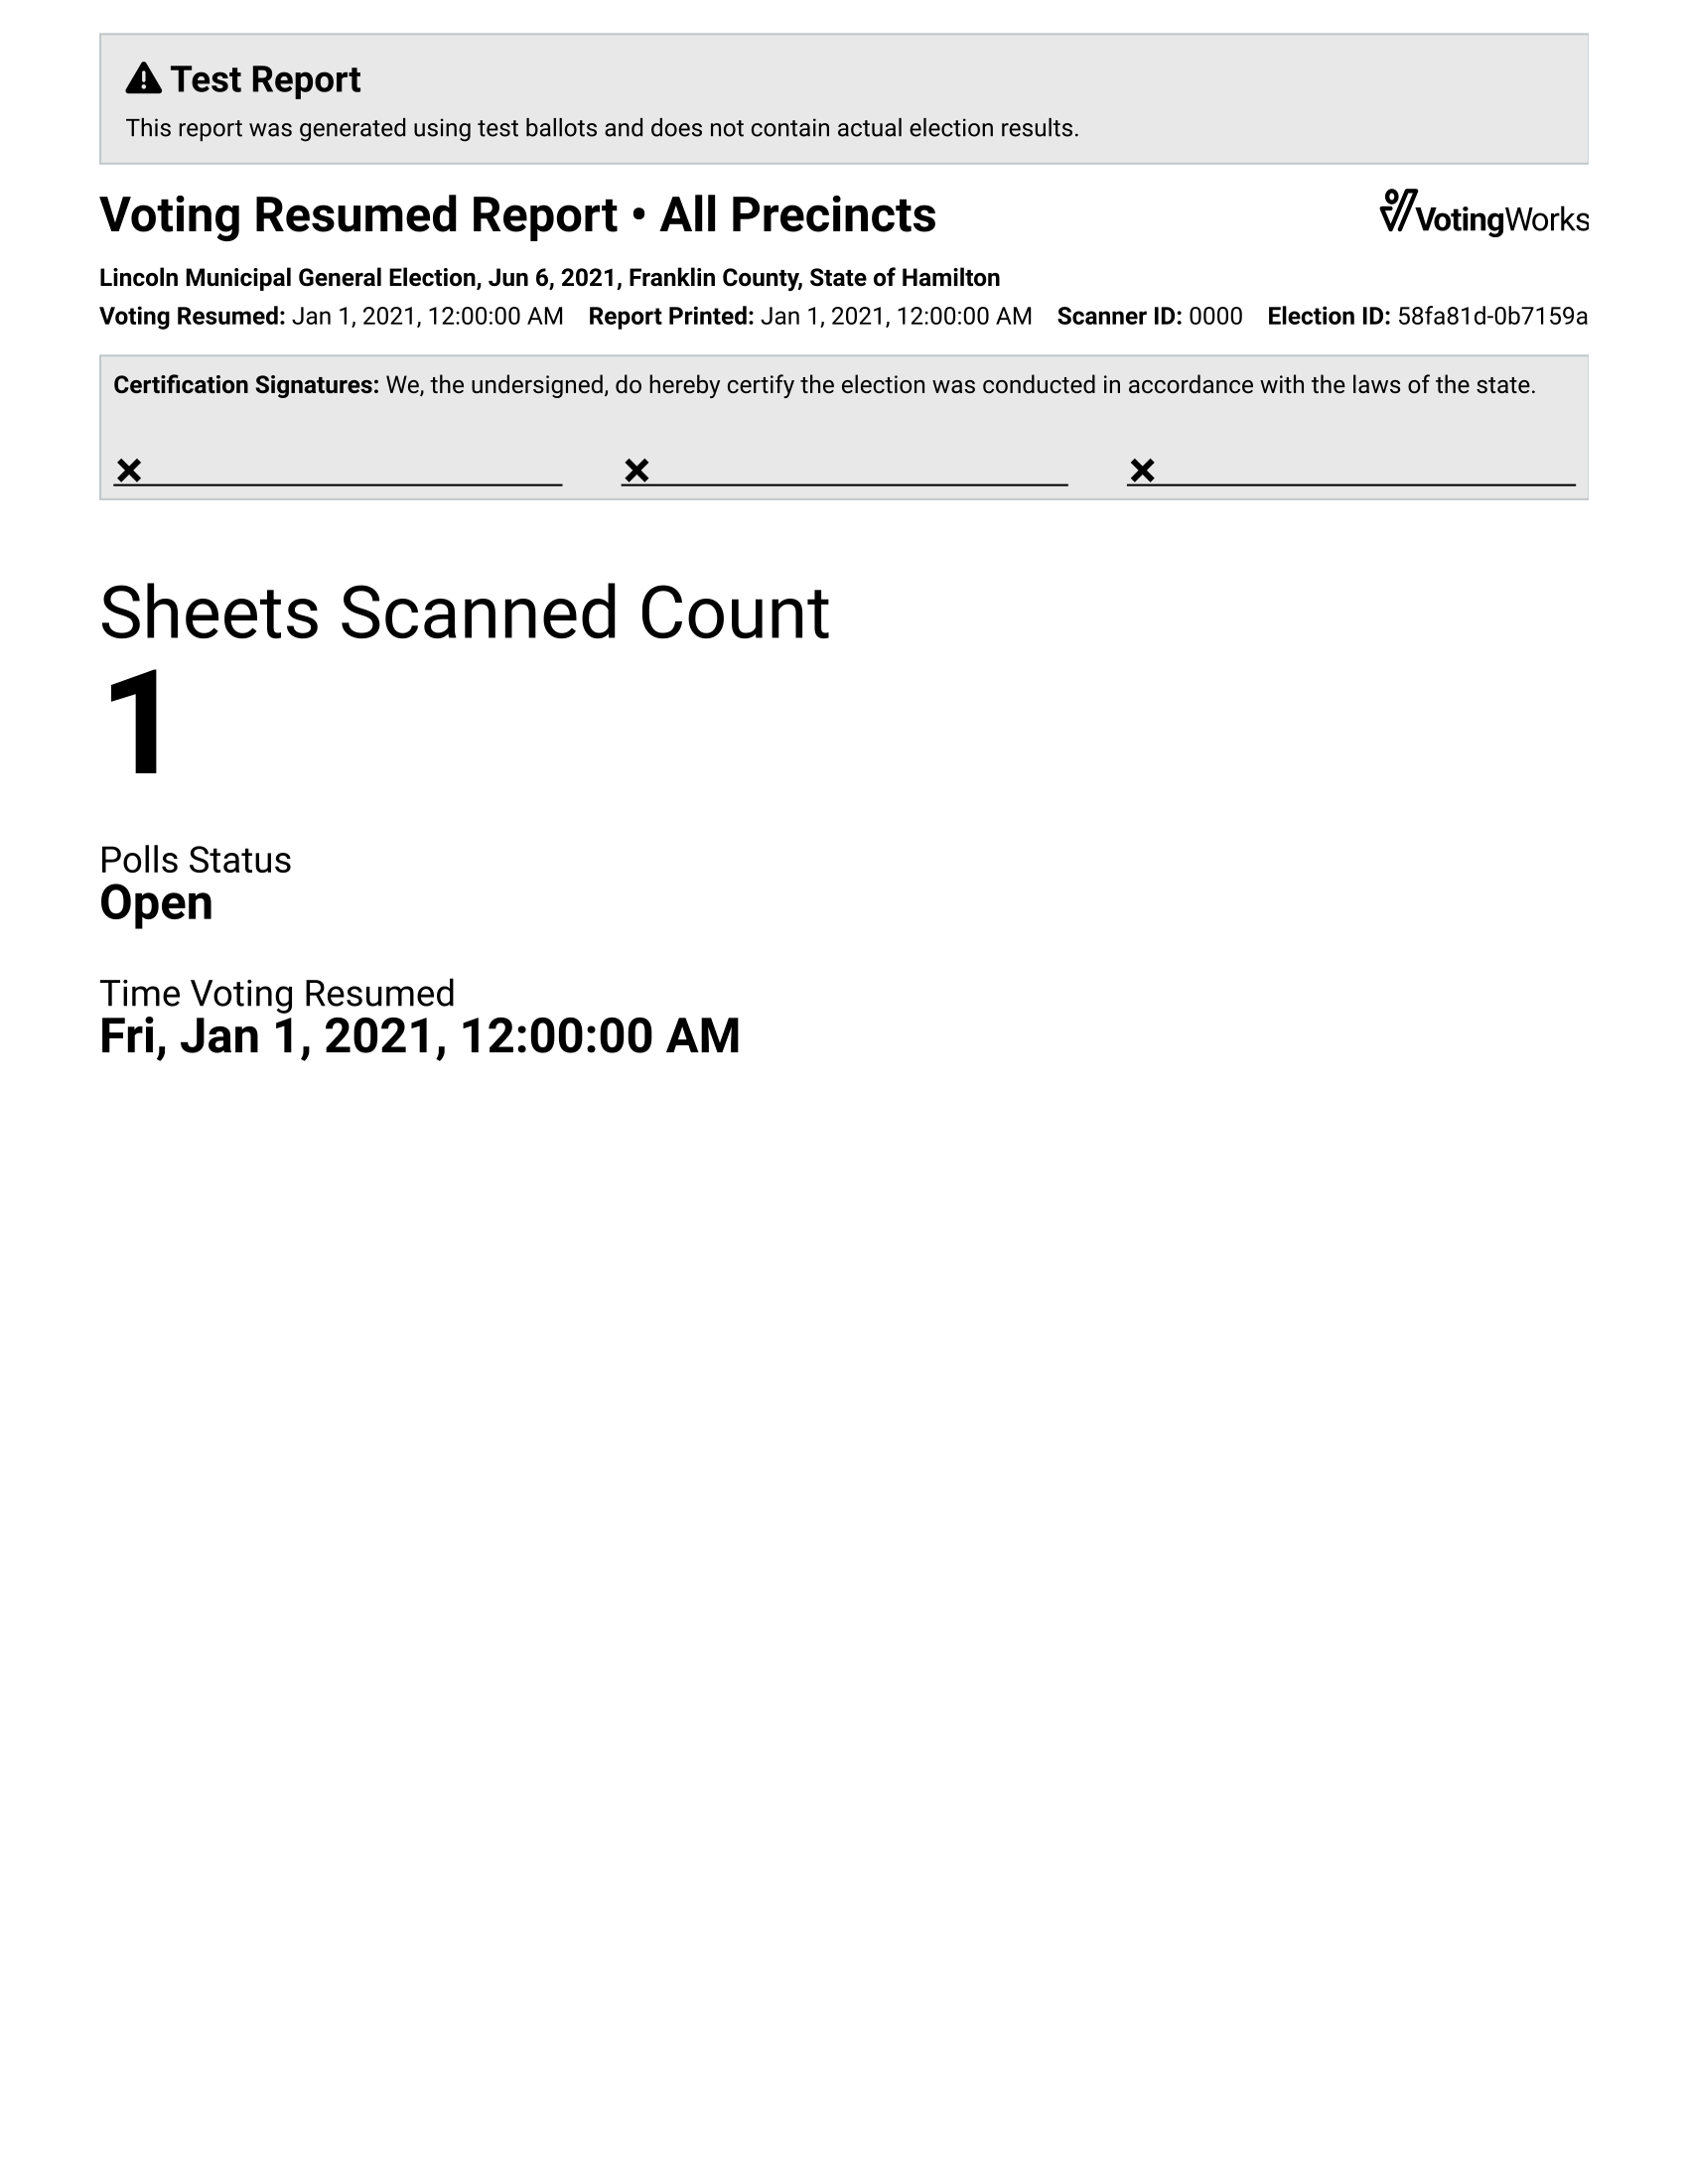 Test Report
This report was generated using test ballots and does not contain actual election results.
Voting Resumed Report • All Precincts
VotingWorks
Lincoln Municipal General Election, Jun 6, 2021, Franklin County, State of Hamilton
Voting Resumed: Jan 1, 2021, 12:00:00 AM Report Printed: Jan 1, 2021, 12:00:00 AM Scanner ID: 0000 Election ID: 58fa81d-0b7159a
Certification Signatures: We, the undersigned, do hereby certify the election was conducted in accordance with the laws of the state.
Sheets Scanned Count
1
Polls Status
Open
Time Voting Resumed
Fri, Jan 1, 2021, 12:00:00 AM